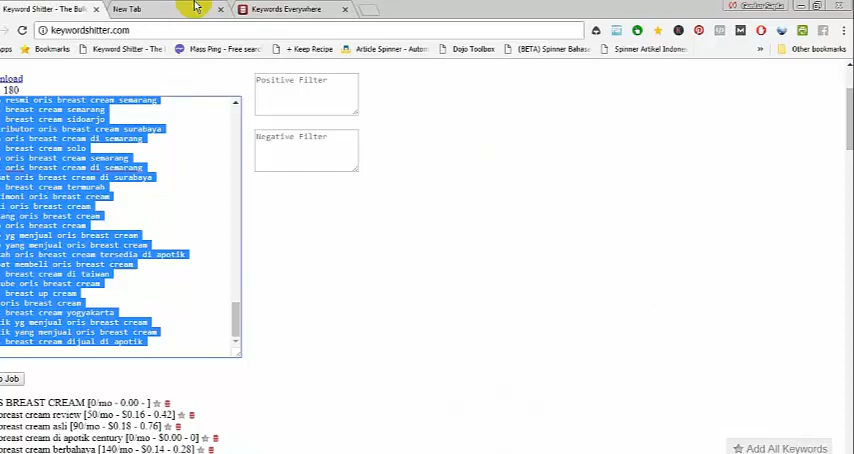 Keyword Shitter - The Bulk
New Tab
Keywords Everywhere
keywordshitter.com
Bookmarks
Keyword Shitter - The
Mass Ping - Free searc
+ Keep Recipe
Article Spinner - Autom
Dojo Toolbox
(BETA) Spinner Bahasa
Spinner Artikel Indones
Other bookmarks
180
Positive Filter
Negative Filter
resmi oris breast cream semarang
breast cream semarang
breast cream sidoarjo
oris breast cream surabaya
oris breast cream di semarang
breast cream solo
oris breast cream semarang
oris breast cream di semarang
oris breast cream di surabaya
breast cream termurah
oris breast cream
oris breast cream
oris breast cream
oris breast cream
yg menjual oris breast cream
yang menjual oris breast cream
oris breast cream tersedia di apotik
membeli oris breast cream
breast cream di taiwan
oris breast cream
breast up cream
oris breast cream
breast cream yogyakarta
yg menjual oris breast cream
yang menjual oris breast cream
breast cream dijual di apotik
Job
BREAST CREAM [0/mo - 0.00 - ]
breast cream review [50/mo - $0.16 - 0.42]
breast cream asli [90/mo - $0.18 - 0.76]
breast cream di apotik century [0/mo - $0.00 - 0]
breast cream berbahaya [140/mo - $0.14 - 0.28]
Add All Keywords